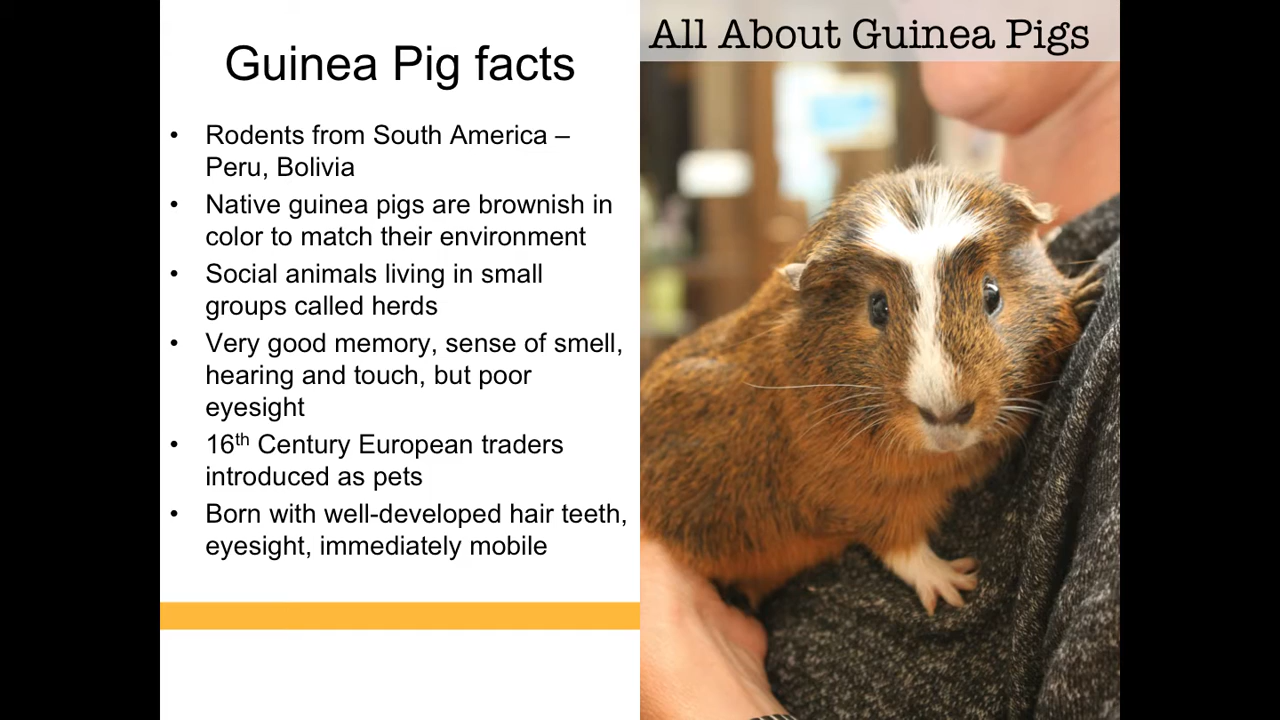 Guinea Pig facts
• Rodents from South America –
Peru, Bolivia
• Native guinea pigs are brownish in
color to match their environment
• Social animals living in small
groups called herds
• Very good memory, sense of smell,
hearing and touch, but poor
eyesight
• 16th Century European traders
introduced as pets
• Born with well-developed hair teeth,
eyesight, immediately mobile
All About Guinea Pigs